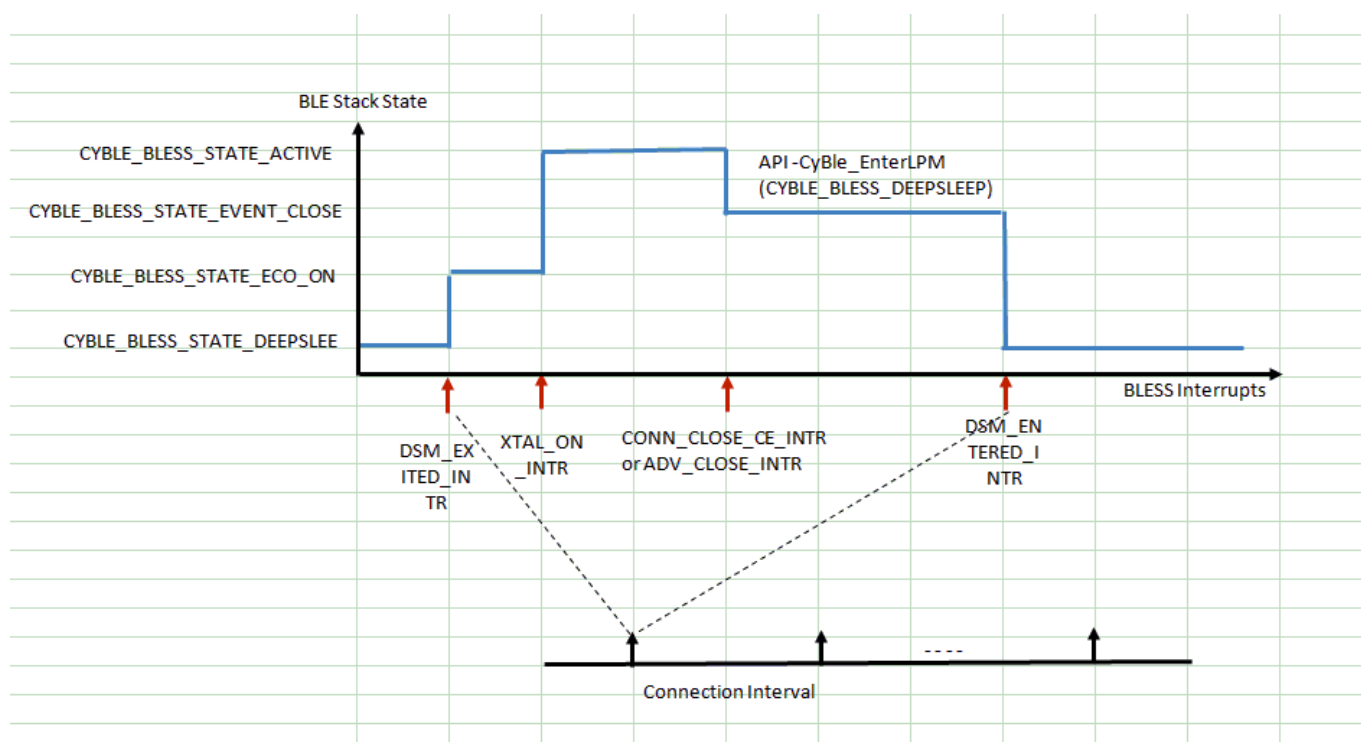 BLE Stack State
CYBLE_BLESS_STATE_ACTIVE
API -CyBle_EnterLPM
(CYBLE_BLESS_DEEPSLEEP)
CYBLE_BLESS_STATE_EVENT_CLOSE
CYBLE_BLESS_STATE_ECO_ON
CYBLE_BLESS_STATE_DEEPSLEE
BLESS Interrupts
DSM_EX
ITED_IN
TR
XTAL_ON
_INTR
CONN_CLOSE_CE_INTR
or ADV_CLOSE_INTR
DSM_EN
TERED_I
NTR
----
Connection Interval